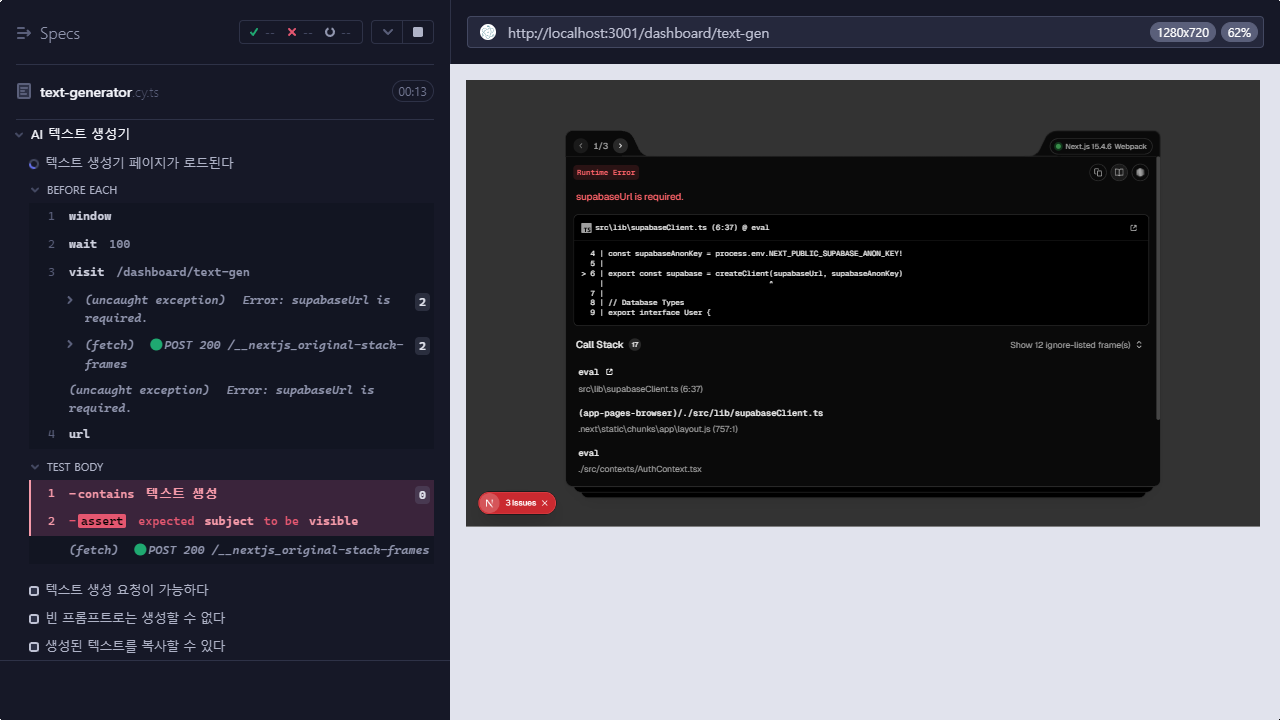 Specs
-- -- --
text-generator.cy.ts 00:13
AI 텍스트 생성기
텍스트 생성기 페이지가 로드된다
BEFORE EACH
1 window
2 wait 100
3 visit /dashboard/text-gen
(uncaught exception) Error: supabaseUrl is 2
required.
(fetch) POST 200 /__nextjs_original-stack- 2
frames
(uncaught exception) Error: supabaseUrl is
required.
4 url
TEST BODY
1 -contains 텍스트 생성 0
2 -assert expected subject to be visible
(fetch) POST 200 /__nextjs_original-stack-frames
텍스트 생성 요청이 가능하다
빈 프롬프트로는 생성할 수 없다
생성된 텍스트를 복사할 수 있다
http://localhost:3001/dashboard/text-gen 1280x720 62%
1/3 Next.js 15.4.6 Webpack
Runtime Error
supabaseUrl is required.
TS src\lib\supabaseClient.ts (6:37) @ eval
4 | const supabaseAnonKey = process.env.NEXT_PUBLIC_SUPABASE_ANON_KEY!
5 |
> 6 | export const supabase = createClient(supabaseUrl, supabaseAnonKey)
| ^
7 |
8 | // Database Types
9 | export interface User {
Call Stack 17 Show 12 ignore-listed frame(s)
eval
src\lib\supabaseClient.ts (6:37)
(app-pages-browser)/./src/lib/supabaseClient.ts
.next\static\chunks\app\layout.js (757:1)
eval
./src/contexts/AuthContext.tsx
N 3 Issues ×